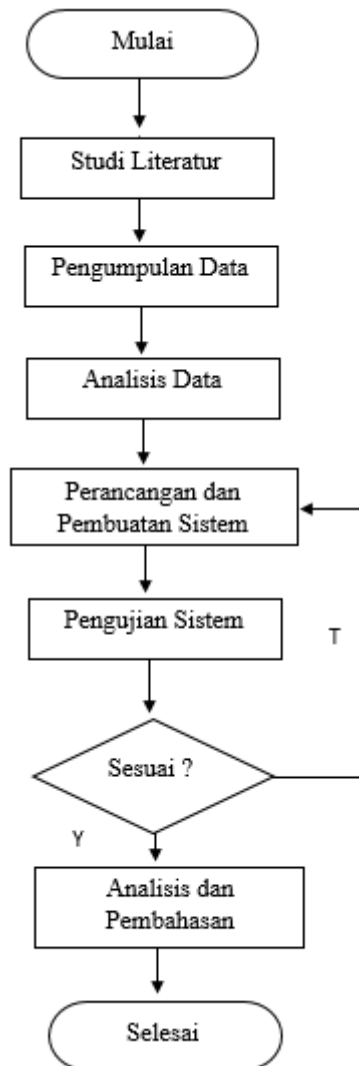 Mulai
Studi Literatur
Pengumpulan Data
Analisis Data
Perancangan dan
Pembuatan Sistem
Pengujian Sistem
T
Sesuai ?
Y
Analisis dan
Pembahasan
Selesai